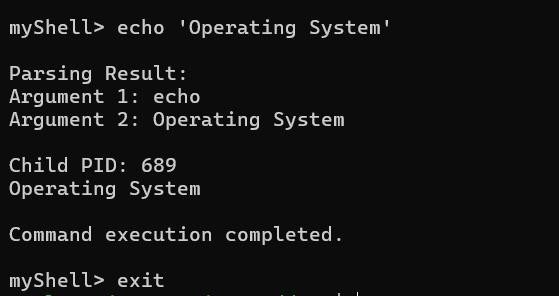 myShell> echo 'Operating System'
Parsing Result:
Argument 1: echo
Argument 2: Operating System
Child PID: 689
Operating System
Command execution completed.
myShell> exit